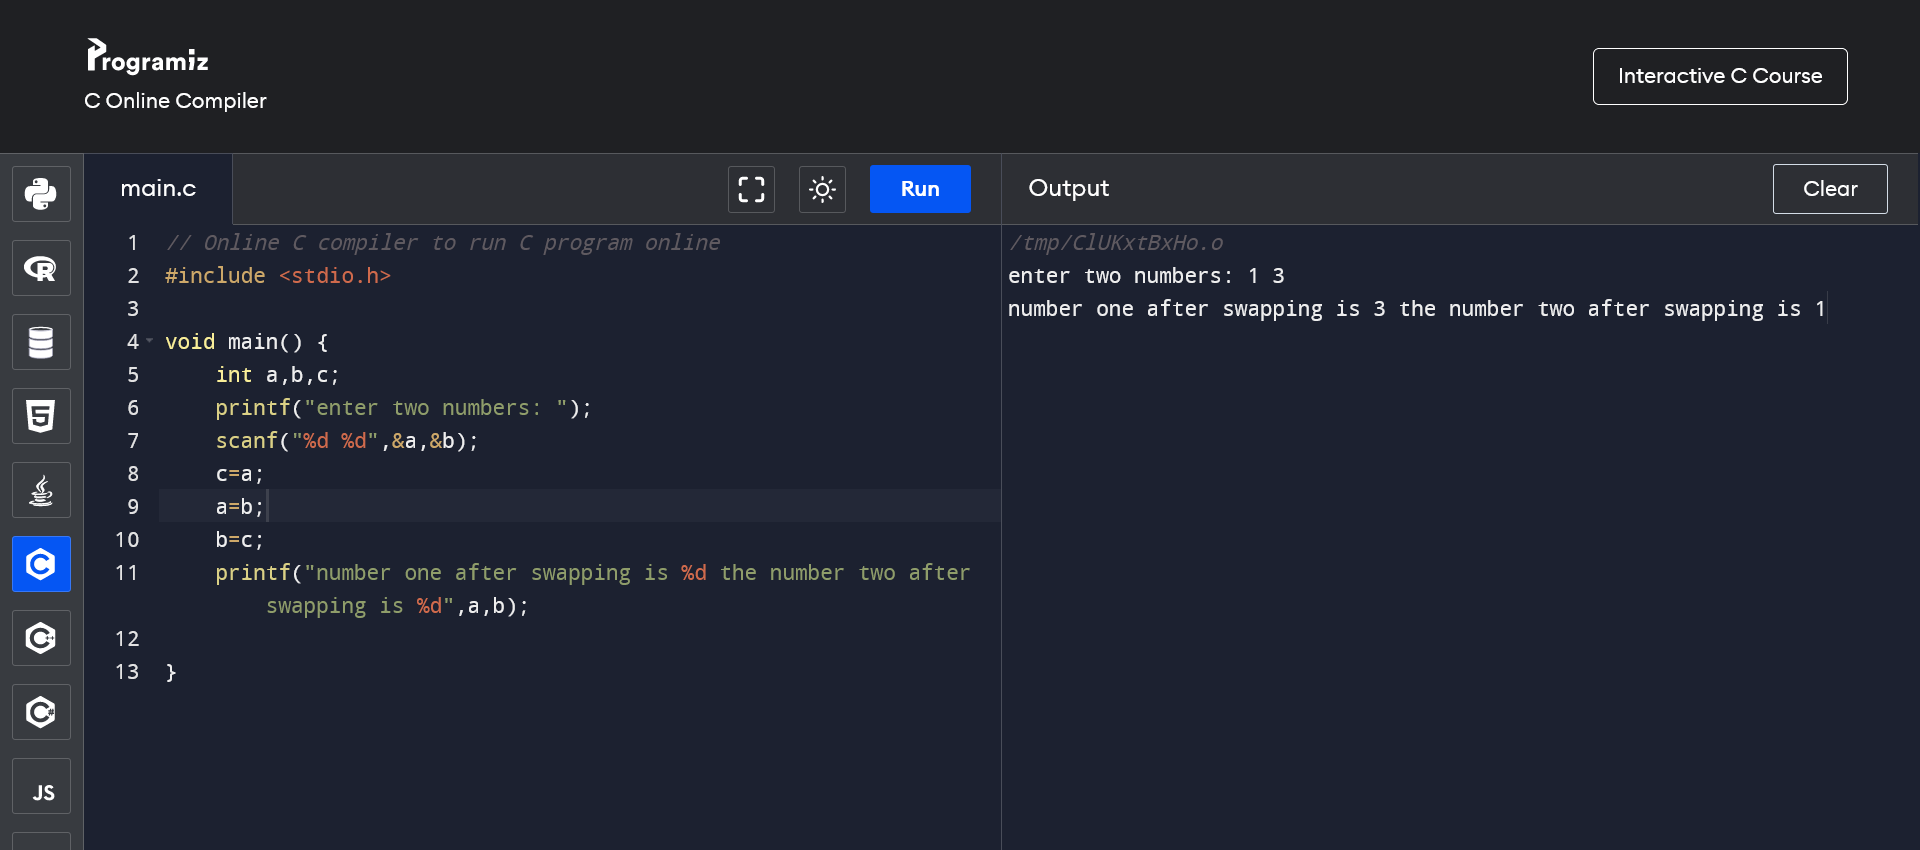 Programiz
C Online Compiler
Interactive C Course
main.c
Run
Output
Clear
1 // Online C compiler to run C program online
2 #include <stdio.h>
3
4 void main() {
5 int a,b,c;
6 printf("enter two numbers: ");
7 scanf("%d %d",&a,&b);
8 c=a;
9 a=b;
10 b=c;
11 printf("number one after swapping is %d the number two after
swapping is %d",a,b);
12
13 }
/tmp/ClUKxtBxHo.o
enter two numbers: 1 3
number one after swapping is 3 the number two after swapping is 1
R
5
C
C++
C#
JS